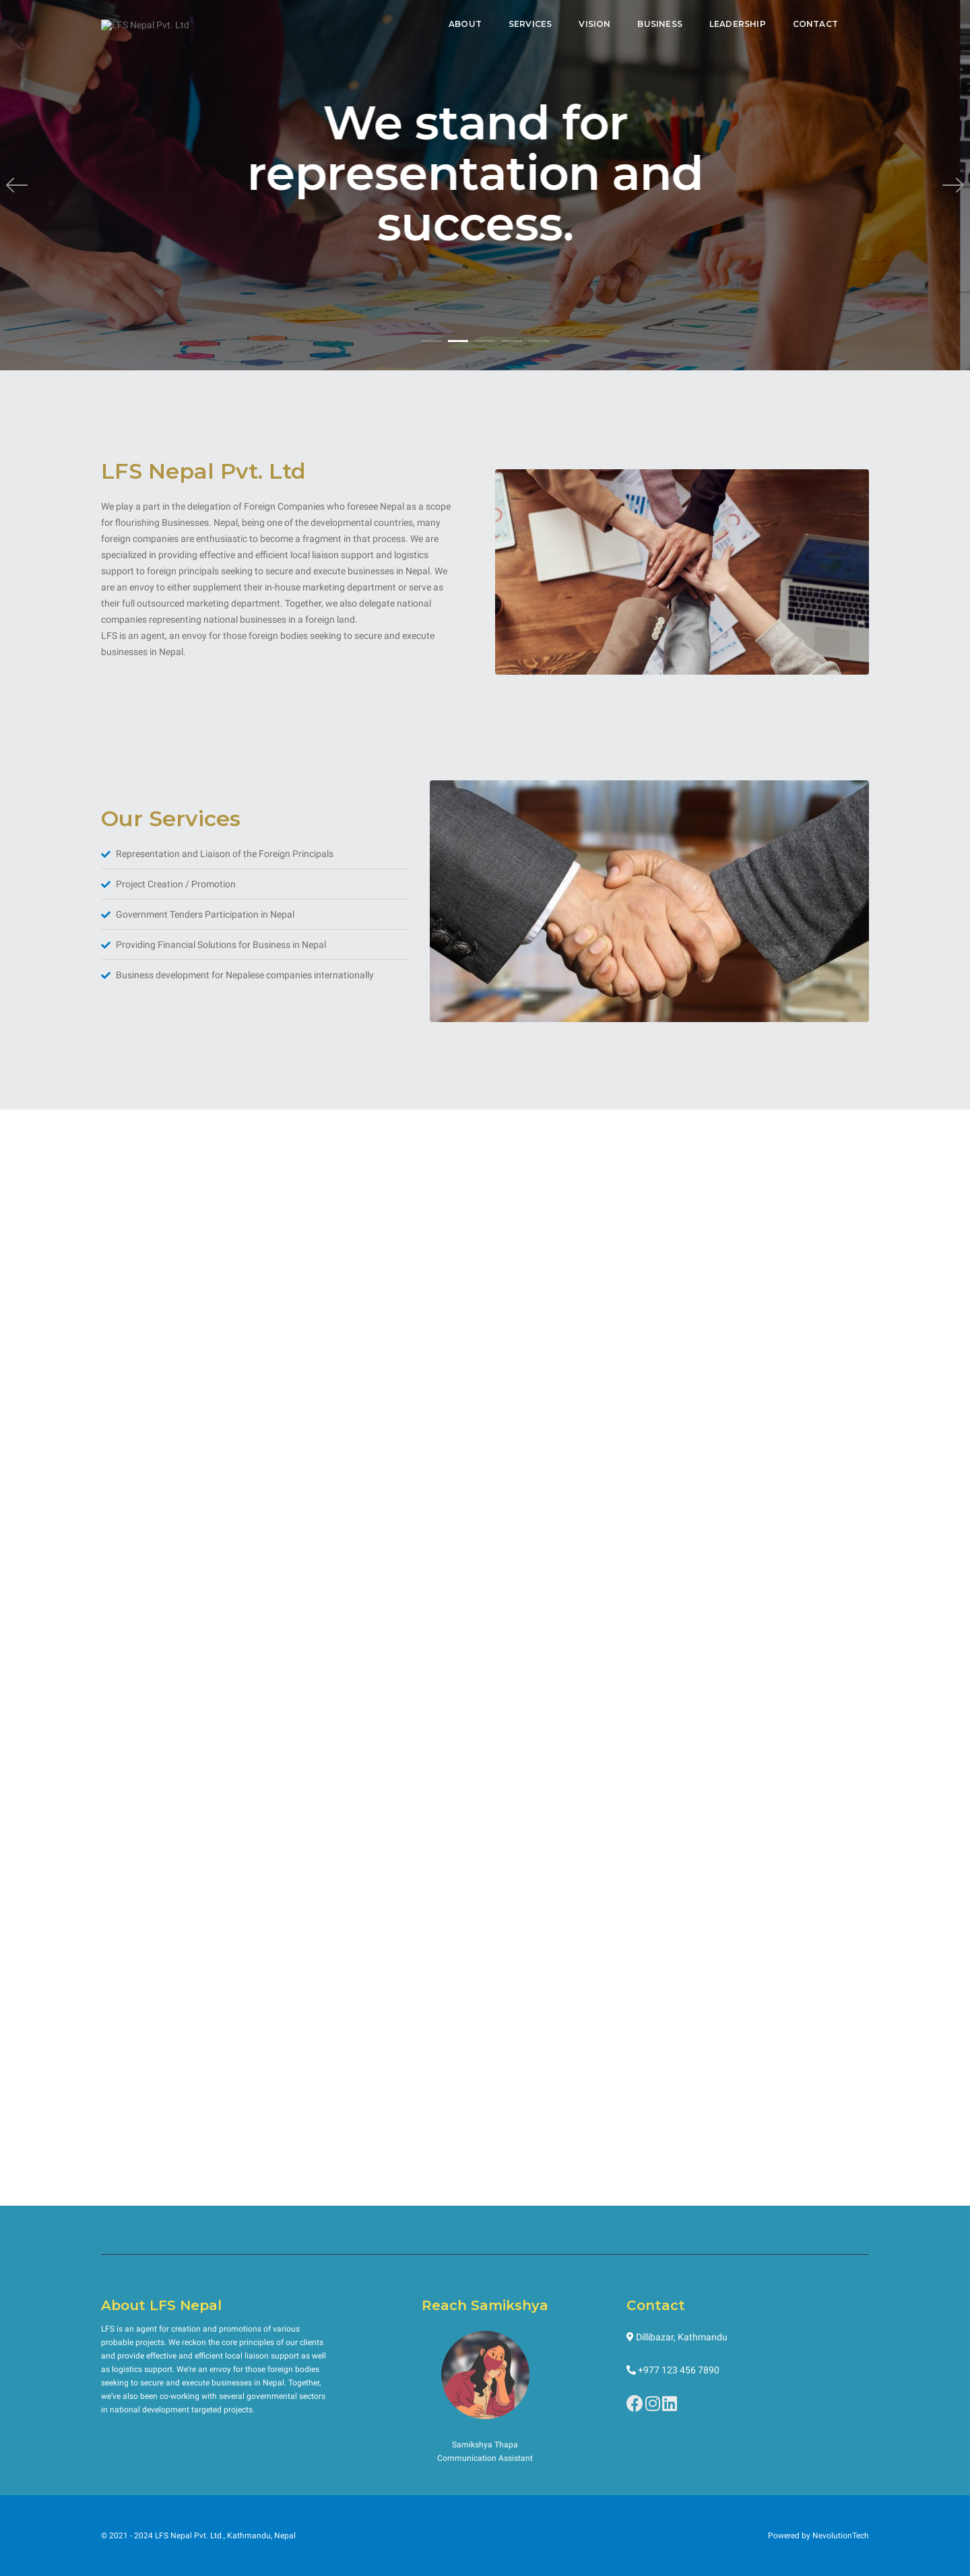 LFS Nepal Pvt. Ltd
ABOUT
SERVICES
VISION
BUSINESS
LEADERSHIP
CONTACT
We stand for
representation and
success.
LFS Nepal Pvt. Ltd
We play a part in the delegation of Foreign Companies who foresee Nepal as a scope
for flourishing Businesses. Nepal, being one of the developmental countries, many
foreign companies are enthusiastic to become a fragment in that process. We are
specialized in providing effective and efficient local liaison support and logistics
support to foreign principals seeking to secure and execute businesses in Nepal. We
are an envoy to either supplement their in-house marketing department or serve as
their full outsourced marketing department. Together, we also delegate national
companies representing national businesses in a foreign land.
LFS is an agent, an envoy for those foreign bodies seeking to secure and execute
businesses in Nepal.
Our Services
Representation and Liaison of the Foreign Principals
Project Creation / Promotion
Government Tenders Participation in Nepal
Providing Financial Solutions for Business in Nepal
Business development for Nepalese companies internationally
About LFS Nepal
LFS is an agent for creation and promotions of various
probable projects. We reckon the core principles of our clients
and provide effective and efficient local liaison support as well
as logistics support. We're an envoy for those foreign bodies
seeking to secure and execute businesses in Nepal. Together,
we've also been co-working with several governmental sectors
in national development targeted projects.
Reach Samikshya
Samikshya Thapa
Communication Assistant
Contact
Dillibazar, Kathmandu
+977 123 456 7890
© 2021 - 2024 LFS Nepal Pvt. Ltd., Kathmandu, Nepal
Powered by NevolutionTech